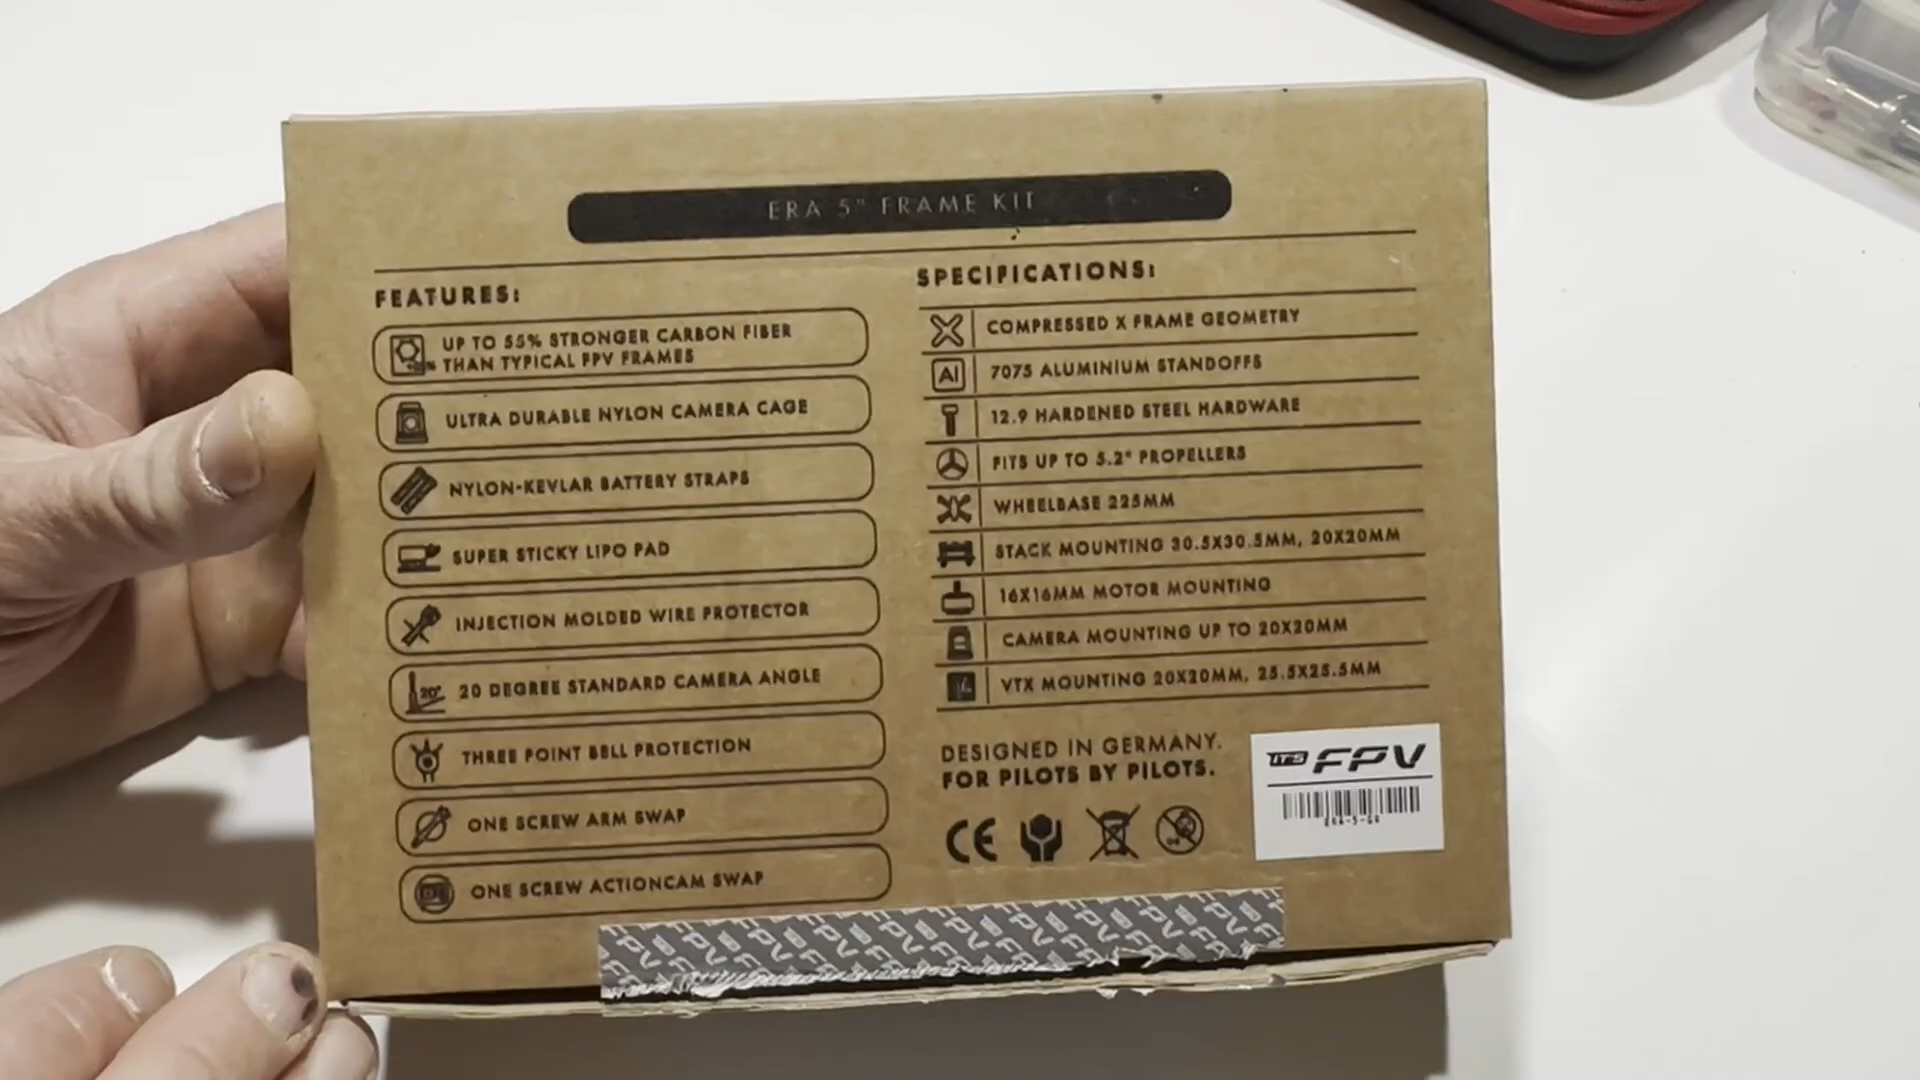 ERA 5" FRAME KIT
FEATURES:
UP TO 55% STRONGER CARBON FIBER
THAN TYPICAL FPV FRAMES
ULTRA DURABLE NYLON CAMERA CAGE
NYLON-KEVLAR BATTERY STRAPS
SUPER STICKY LIPO PAD
INJECTION MOLDED WIRE PROTECTOR
20°
20 DEGREE STANDARD CAMERA ANGLE
THREE POINT BELL PROTECTION
ONE SCREW ARM SWAP
ONE SCREW ACTIONCAM SWAP
SPECIFICATIONS:
COMPRESSED X FRAME GEOMETRY
Al
7075 ALUMINIUM STANDOFFS
12.9 HARDENED STEEL HARDWARE
FITS UP TO 5.2" PROPELLERS
WHEELBASE 225MM
STACK MOUNTING 30.5X30.5MM, 20X20MM
16X16MM MOTOR MOUNTING
CAMERA MOUNTING UP TO 20X20MM
VTX MOUNTING 20X20MM, 25.5X25.5MM
DESIGNED IN GERMANY.
FOR PILOTS BY PILOTS.
CE
IT'S FPV